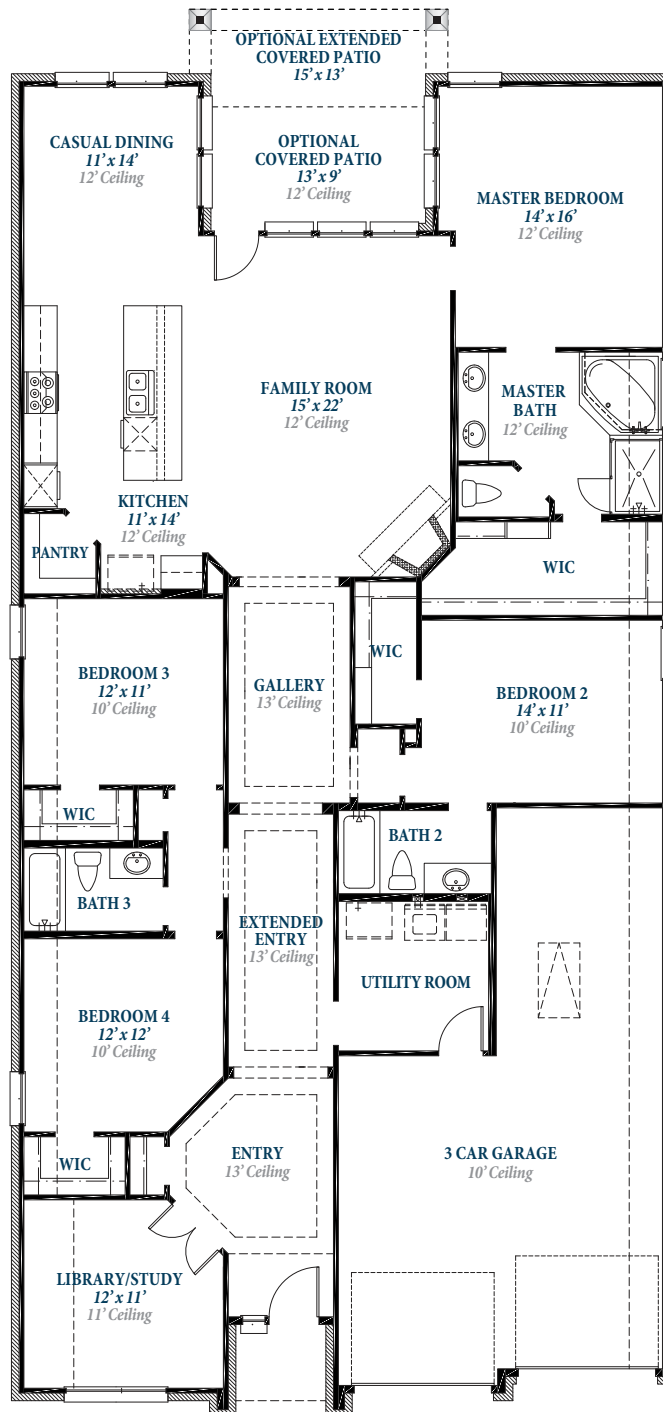 OPTIONAL EXTENDED
COVERED PATIO
15' x 13'
CASUAL DINING
11' x 14'
12' Ceiling
OPTIONAL
COVERED PATIO
13' x 9'
12' Ceiling
MASTER BEDROOM
14' x 16'
12' Ceiling
FAMILY ROOM
15' x 22'
12' Ceiling
MASTER
BATH
12' Ceiling
KITCHEN
11' x 14'
12' Ceiling
PANTRY
WIC
WIC
BEDROOM 3
12' x 11'
10' Ceiling
GALLERY
13' Ceiling
BEDROOM 2
14' x 11'
10' Ceiling
WIC
BATH 2
BATH 3
EXTENDED
ENTRY
13' Ceiling
UTILITY ROOM
BEDROOM 4
12' x 12'
10' Ceiling
WIC
ENTRY
13' Ceiling
3 CAR GARAGE
10' Ceiling
LIBRARY/STUDY
12' x 11'
11' Ceiling